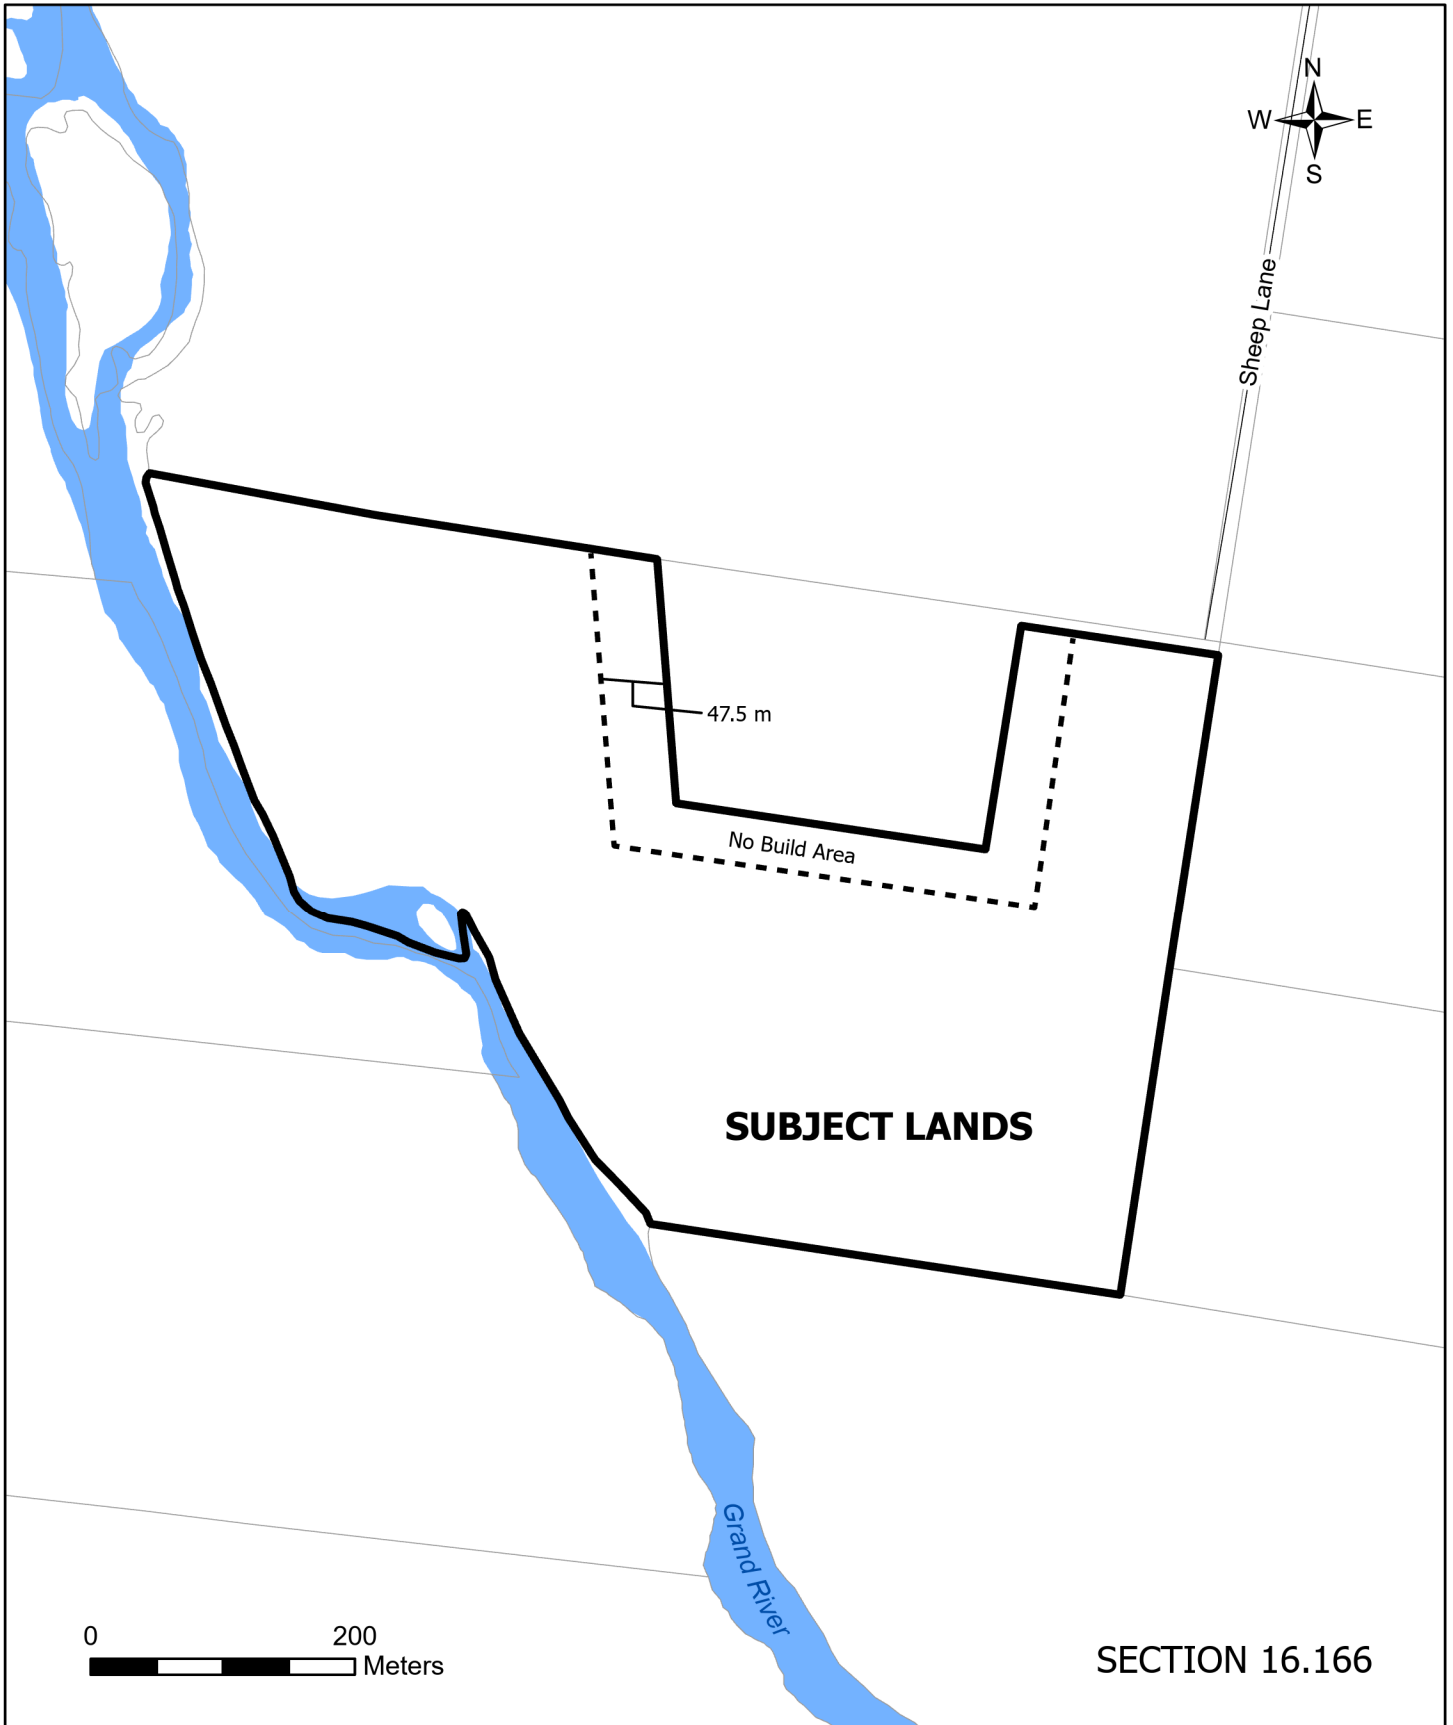 N
W E
S
Sheep Lane
47.5 m
No Build Area
SUBJECT LANDS
Grand River
0 200
Meters
SECTION 16.166